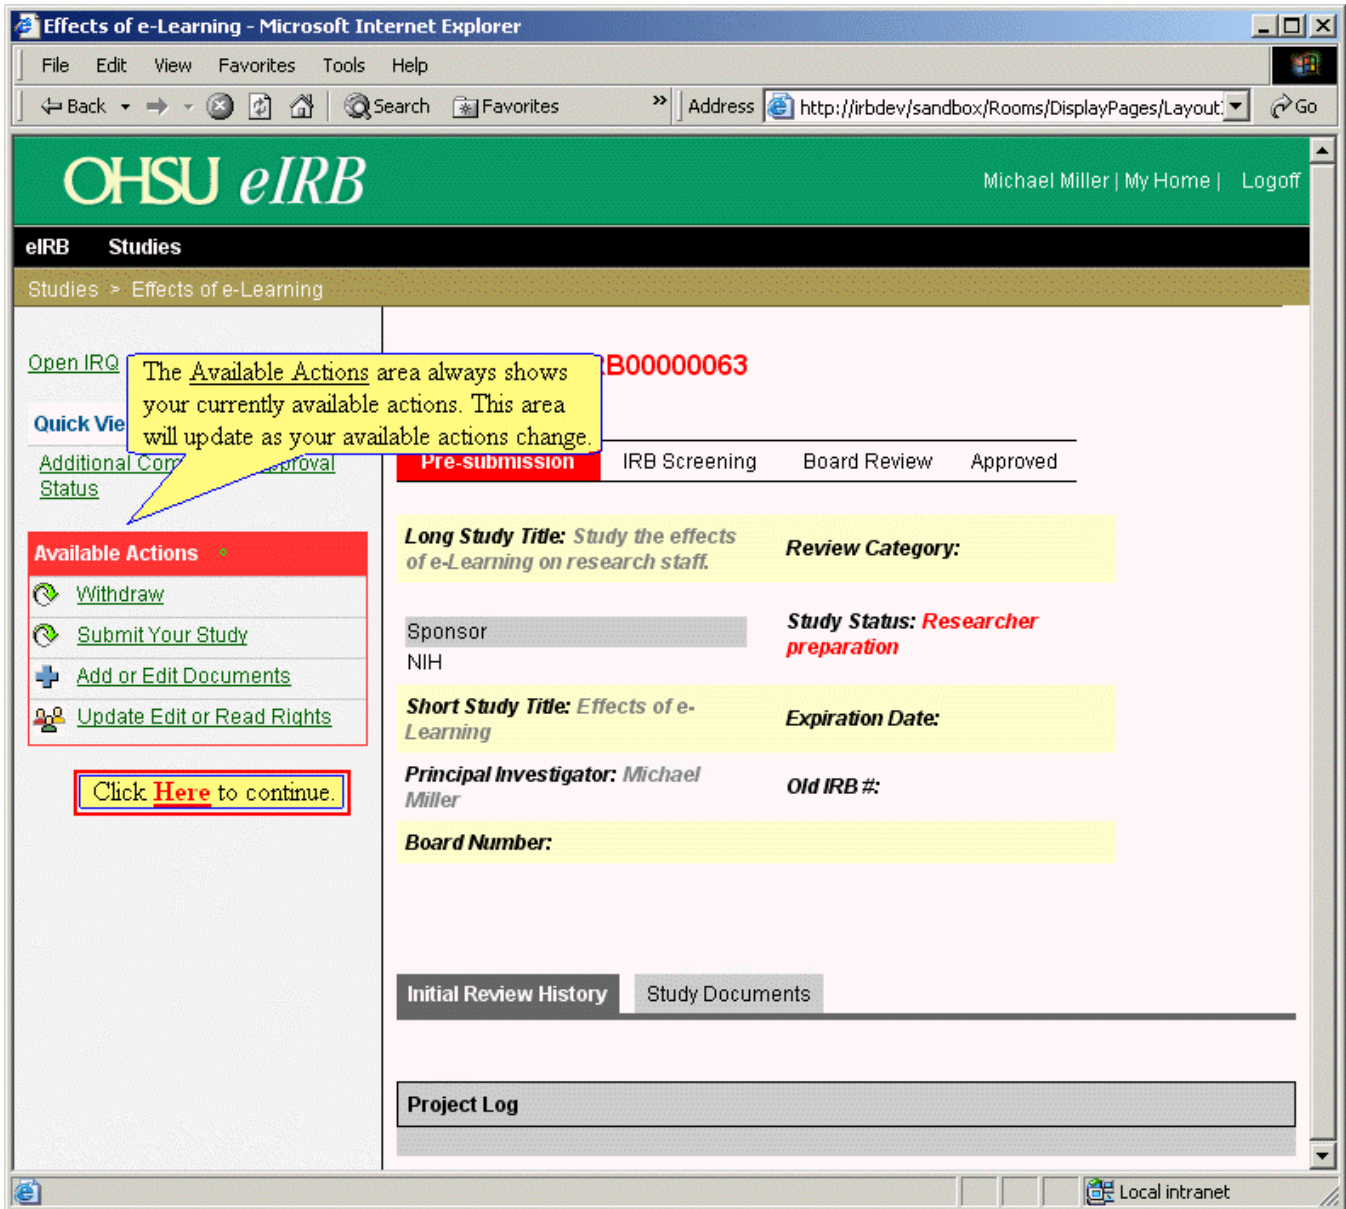 Effects of e-Learning - Microsoft Internet Explorer
File Edit View Favorites Tools Help
Back Search Favorites » Address http://irbdev/sandbox/Rooms/DisplayPages/Layout Go
OHSU eIRB
Michael Miller | My Home | Logoff
eIRB Studies
Studies > Effects of e-Learning
Open IRQ
The Available Actions area always shows
your currently available actions. This area
will update as your available actions change.
B00000063
Quick Vie
Additional Com
Status
Pre-submission IRB Screening Board Review Approved
Available Actions
Withdraw
Submit Your Study
Add or Edit Documents
Update Edit or Read Rights
Click Here to continue.
Long Study Title: Study the effects
of e-Learning on research staff.
Review Category:
Sponsor
NIH
Study Status: Researcher
preparation
Short Study Title: Effects of e-
Learning
Expiration Date:
Principal Investigator: Michael
Miller
Old IRB #:
Board Number:
Initial Review History Study Documents
Project Log
Local intranet